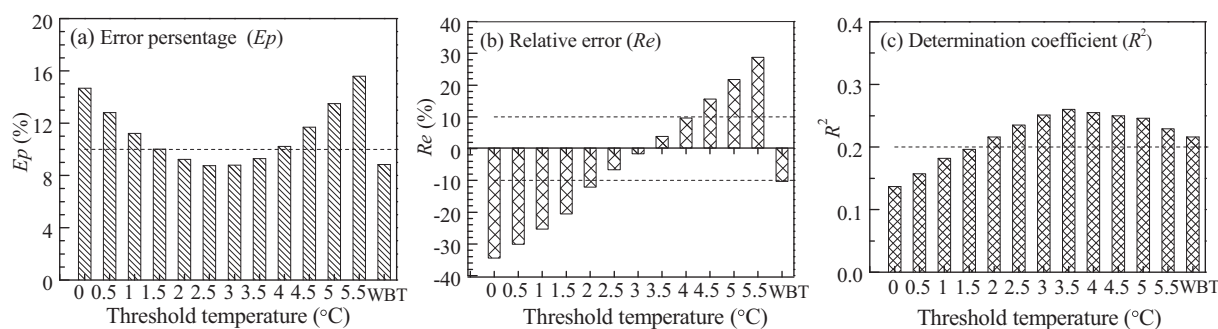 (a) Error persentage (Ep)
20
16
12
8
4
0
Ep (%)
0 0.5 1 1.5 2 2.5 3 3.5 4 4.5 5 5.5 WBT
Threshold temperature (°C)
(b) Relative error (Re)
40
30
20
10
0
-10
-20
-30
-40
Re (%)
0 0.5 1 1.5 2 2.5 3 3.5 4 4.5 5 5.5 WBT
Threshold temperature (°C)
(c) Determination coefficient (R²)
0.4
0.3
0.2
0.1
0.0
R²
0 0.5 1 1.5 2 2.5 3 3.5 4 4.5 5 5.5 WBT
Threshold temperature (°C)